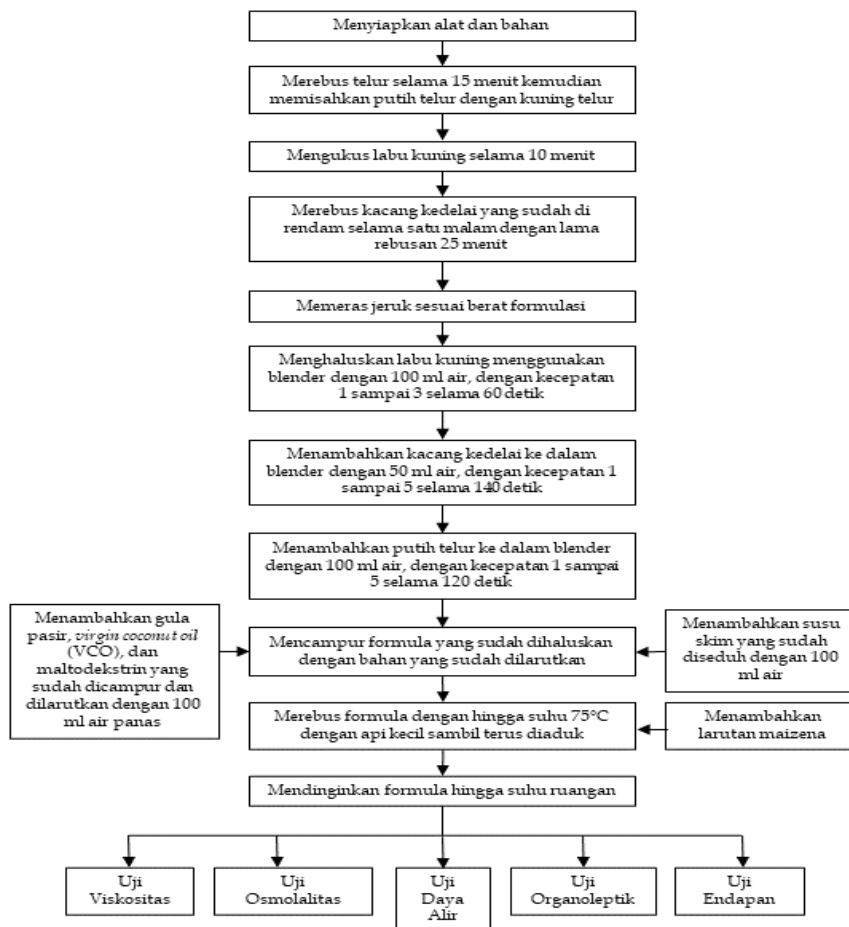 Menyiapkan alat dan bahan
Merebus telur selama 15 menit kemudian
memisahkan putih telur dengan kuning telur
Mengukus labu kuning selama 10 menit
Merebus kacang kedelai yang sudah di
rendam selama satu malam dengan lama
rebusan 25 menit
Memeras jeruk sesuai berat formulasi
Menghaluskan labu kuning menggunakan
blender dengan 100 ml air, dengan kecepatan
1 sampai 3 selama 60 detik
Menambahkan kacang kedelai ke dalam
blender dengan 50 ml air, dengan kecepatan 1
sampai 5 selama 140 detik
Menambahkan putih telur ke dalam blender
dengan 100 ml air, dengan kecepatan 1 sampai
5 selama 120 detik
Menambahkan gula
pasir, virgin coconut oil
(VCO), dan
maltodekstrin yang
sudah dicampur dan
dilarutkan dengan 100
ml air panas
Mencampur formula yang sudah dihaluskan
dengan bahan yang sudah dilarutkan
Menambahkan susu
skim yang sudah
diseduh dengan 100
ml air
Merebus formula dengan hingga suhu 75°C
dengan api kecil sambil terus diaduk
Menambahkan
larutan maizena
Mendinginkan formula hingga suhu ruangan
Uji
Viskositas
Uji
Osmolalitas
Uji
Daya
Alir
Uji
Organoleptik
Uji
Endapan